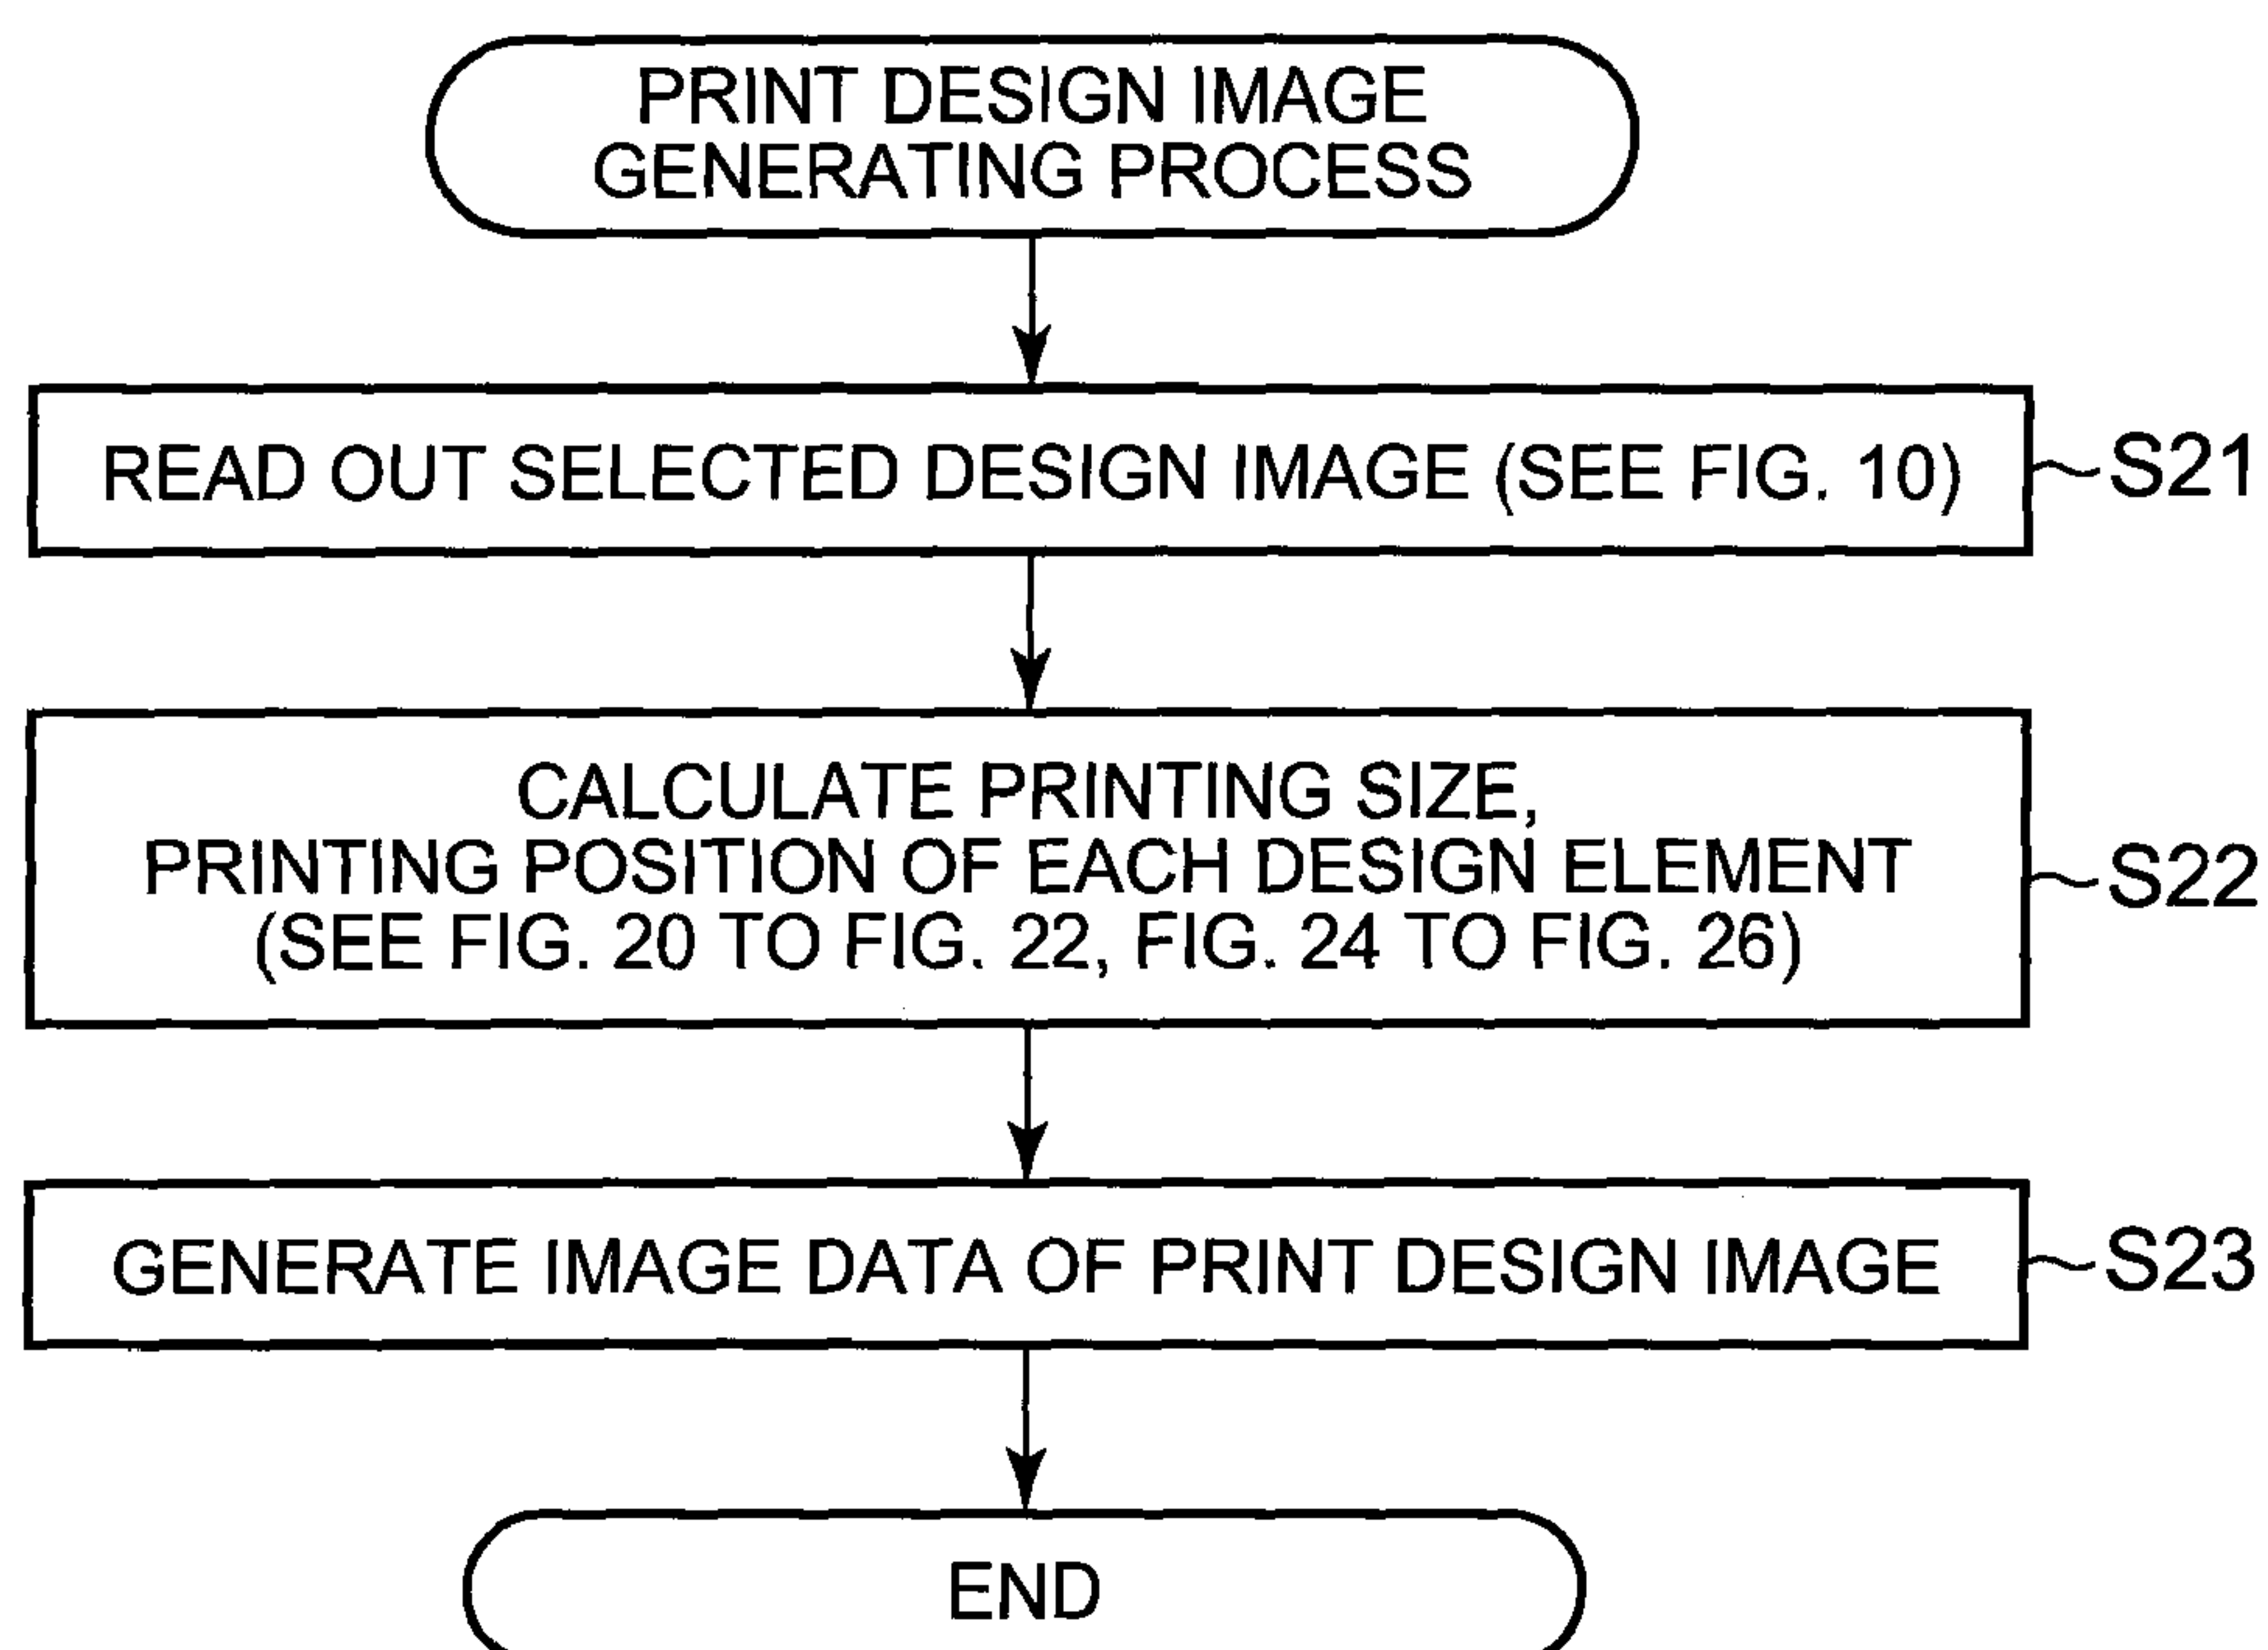 PRINT DESIGN IMAGE
GENERATING PROCESS
READ OUT SELECTED DESIGN IMAGE (SEE FIG. 10)
S21
CALCULATE PRINTING SIZE,
PRINTING POSITION OF EACH DESIGN ELEMENT
(SEE FIG. 20 TO FIG. 22, FIG. 24 TO FIG. 26)
S22
GENERATE IMAGE DATA OF PRINT DESIGN IMAGE
S23
END